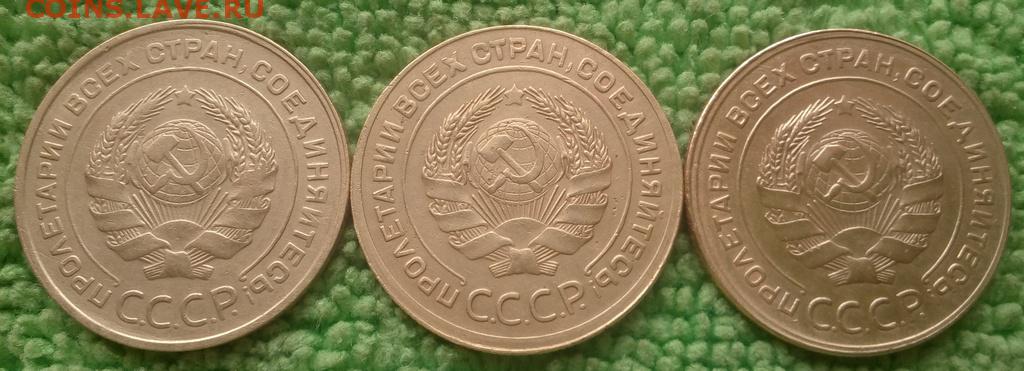 COINS.LAVE.RU
ПРОЛЕТАРИИ ВСЕХ СТРАН, СОЕДИНЯЙТЕСЬ!
С.С.С.Р.
ПРОЛЕТАРИИ ВСЕХ СТРАН, СОЕДИНЯЙТЕСЬ!
С.С.С.Р.
ПРОЛЕТАРИИ ВСЕХ СТРАН, СОЕДИНЯЙТЕСЬ!
С.С.С.Р.